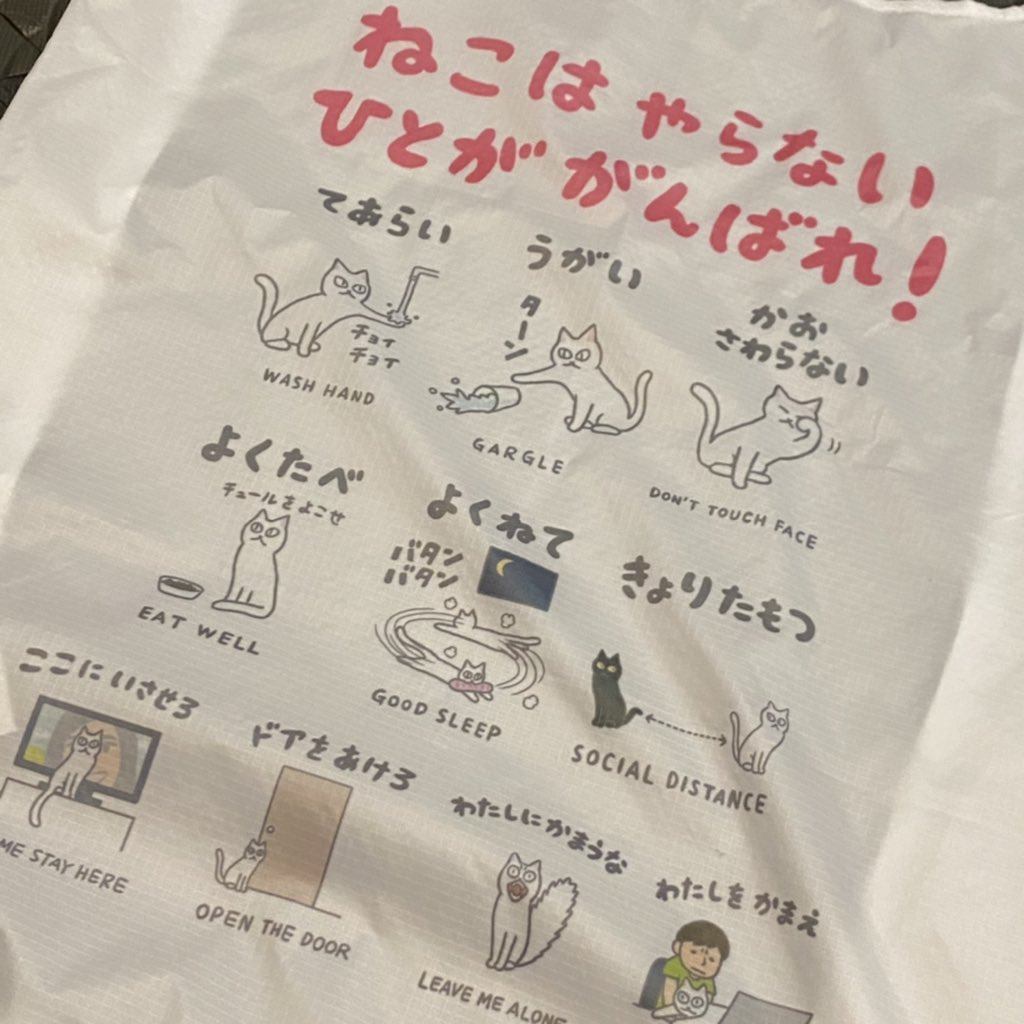 ねこは やらない
ひとが がんばれ!
てあらい
チョイ
チョイ
WASH HAND
うがい
ターン
GARGLE
かお
さわらない
DON'T TOUCH FACE
よくたべ
チュールをよこせ
EAT WELL
よくねて
バタン
バタン
GOOD SLEEP
きょりたもつ
SOCIAL DISTANCE
ここにいさせろ
ME STAY HERE
ドアをあけろ
OPEN THE DOOR
わたしにかまうな
LEAVE ME ALONE
わたしを かまえ